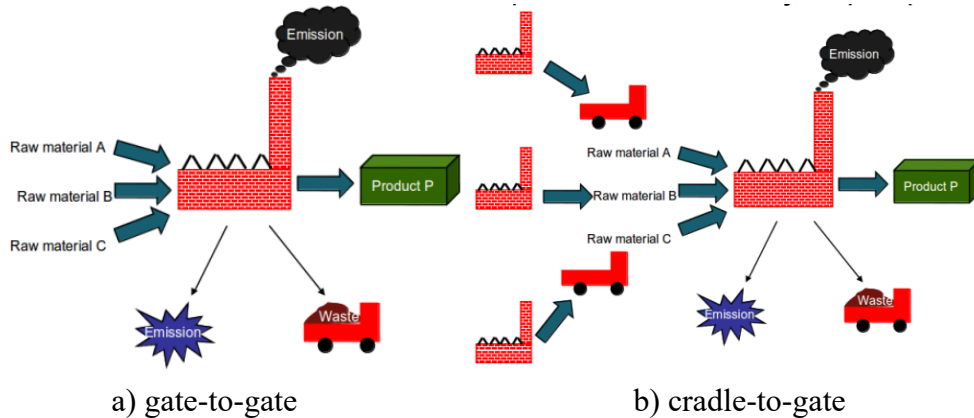 Emission
Raw material A
Raw material B
Raw material C
Product P
Emission
Waste
a) gate-to-gate
Emission
Raw material A
Raw material B
Raw material C
Product P
Emission
Waste
b) cradle-to-gate